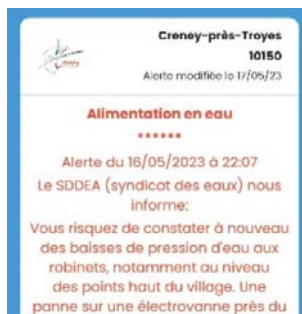 Creney-près-Troyes
10150
Alerte modifiée le 17/05/23
Alimentation en eau
******
Alerte du 16/05/2023 à 22:07
Le SDDEA (syndicat des eaux) nous
informe:
Vous risquez de constater à nouveau
des baisses de pression d'eau aux
robinets, notamment au niveau
des points haut du village. Une
panne sur une électrovanne près du